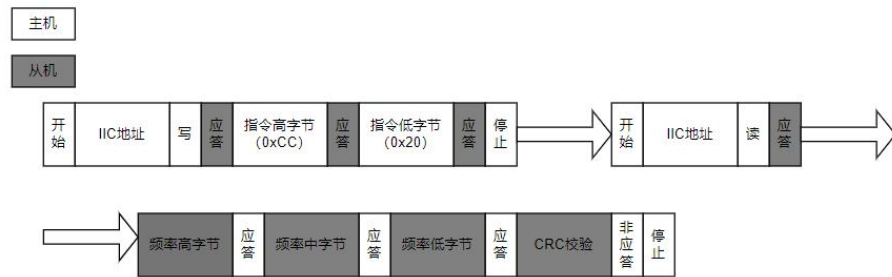 主机
从机
开始 IIC地址 写 应答 指令高字节 (0xCC) 应答 指令低字节 (0x20) 应答 停止 开始 IIC地址 读 应答
频率高字节 应答 频率中字节 应答 频率低字节 应答 CRC校验 非应答 停止